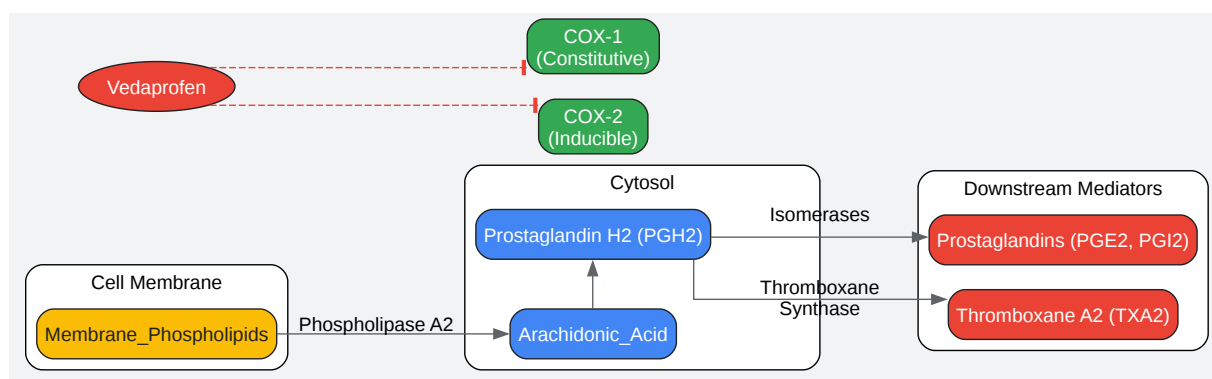 COX-1
(Constitutive)
Vedaprofen
COX-2
(Inducible)
Cytosol
Downstream Mediators
Prostaglandin H2 (PGH2)
Isomerases
Prostaglandins (PGE2, PGI2)
Cell Membrane
Thromboxane
Synthase
Thromboxane A2 (TXA2)
Membrane_Phospholipids
Phospholipase A2
Arachidonic_Acid